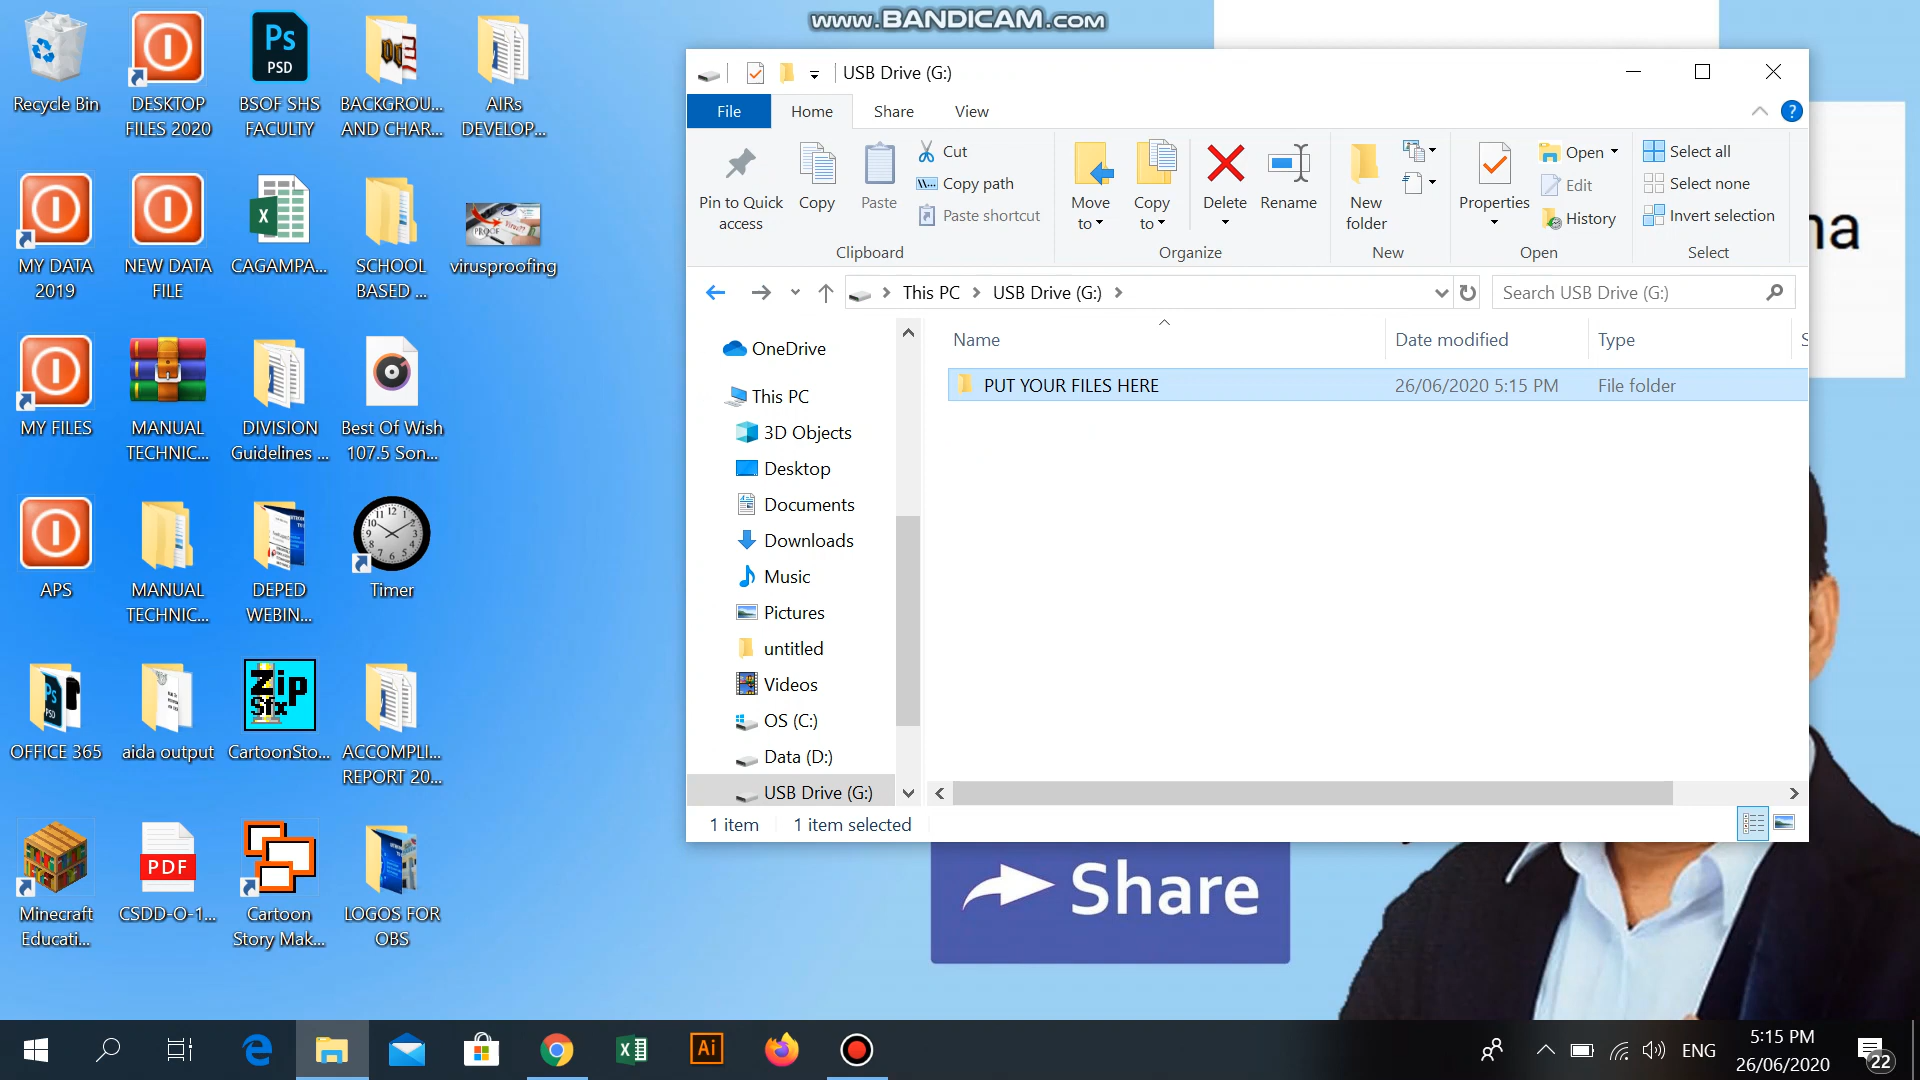 www.BANDICAM.com
Recycle Bin
DESKTOP
FILES 2020
Ps
PSD
BSOF SHS
FACULTY
BACKGROU...
AND CHAR...
AIRs
DEVELOP...
MY DATA
2019
NEW DATA
FILE
CAGAMPA...
SCHOOL
BASED ...
PROOF
virusproofing
MY FILES
MANUAL
TECHNIC...
DIVISION
Guidelines ...
Best Of Wish
107.5 Son...
APS
MANUAL
TECHNIC...
DEPED
WEBIN...
Timer
OFFICE 365
aida output
Zip
Sfx
CartoonSto...
ACCOMPLI...
REPORT 20...
Minecraft
Educati...
PDF
CSDD-O-1...
Cartoon
Story Mak...
LOGOS FOR
OBS
USB Drive (G:)
File
Home
Share
View
Pin to Quick
access
Copy
Paste
Cut
Copy path
Paste shortcut
Clipboard
Move
to
Copy
to
Delete
Rename
Organize
New
folder
New
Properties
Open
Edit
History
Open
Select all
Select none
Invert selection
Select
This PC
USB Drive (G:)
Search USB Drive (G:)
OneDrive
This PC
3D Objects
Desktop
Documents
Downloads
Music
Pictures
untitled
Videos
OS (C:)
Data (D:)
USB Drive (G:)
Name
Date modified
Type
S
PUT YOUR FILES HERE
26/06/2020 5:15 PM
File folder
1 item
1 item selected
na
Share
Ai
ENG
5:15 PM
26/06/2020
22